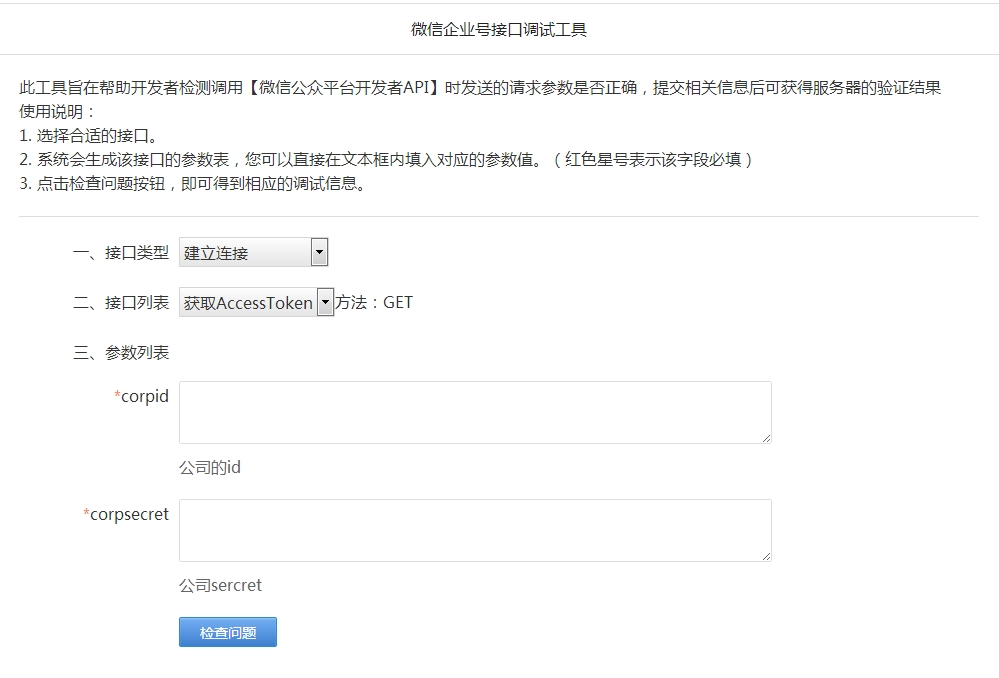 微信企业号接口调试工具
此工具旨在帮助开发者检测调用【微信公众平台开发者API】时发送的请求参数是否正确，提交相关信息后可获得服务器的验证结果
使用说明：
1. 选择合适的接口。
2. 系统会生成该接口的参数表，您可以直接在文本框内填入对应的参数值。（红色星号表示该字段必填）
3. 点击检查问题按钮，即可得到相应的调试信息。
一、接口类型 建立连接
二、接口列表 获取AccessToken 方法：GET
三、参数列表
*corpid
公司的id
*corpsecret
公司sercret
检查问题